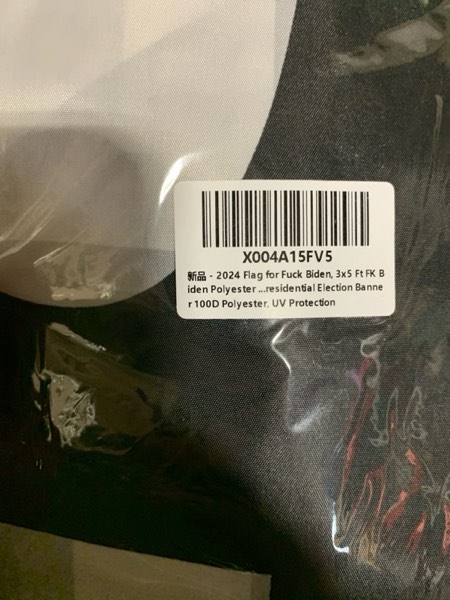 X004A15FV5
新品 - 2024 Flag for Fuck Biden, 3x5 Ft FK B
iden Polyester ...residential Election Banne
r 100D Polyester, UV Protection